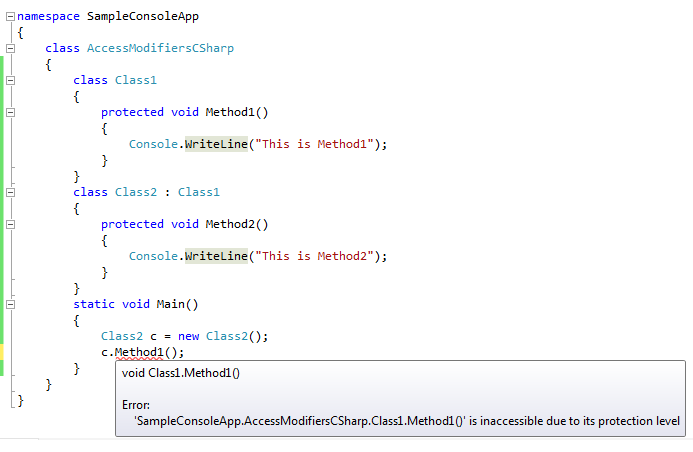 namespace SampleConsoleApp
{
class AccessModifiersCSharp
{
class Class1
{
protected void Method1()
{
Console.WriteLine("This is Method1");
}
}
class Class2 : Class1
{
protected void Method2()
{
Console.WriteLine("This is Method2");
}
}
static void Main()
{
Class2 c = new Class2();
c.Method1();
}
void Class1.Method1()
Error:
'SampleConsoleApp.AccessModifiersCSharp.Class1.Method1()' is inaccessible due to its protection level
}
}